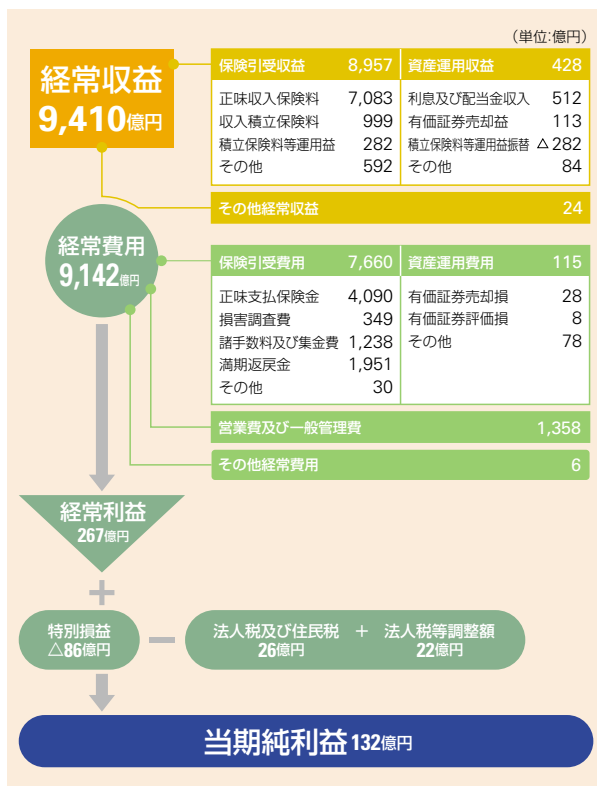 (単位:億円)
経常収益
9,410億円
保険引受収益 8,957
正味収入保険料 7,083
収入積立保険料 999
積立保険料等運用益 282
その他 592
資産運用収益 428
利息及び配当金収入 512
有価証券売却益 113
積立保険料等運用益振替 △282
その他 84
その他経常収益 24
経常費用
9,142億円
保険引受費用 7,660
正味支払保険金 4,090
損害調査費 349
諸手数料及び集金費 1,238
満期返戻金 1,951
その他 30
資産運用費用 115
有価証券売却損 28
有価証券評価損 8
その他 78
営業費及び一般管理費 1,358
その他経常費用 6
経常利益
267億円
+
特別損益
△86億円
−
法人税及び住民税 + 法人税等調整額
26億円 22億円
当期純利益 132億円